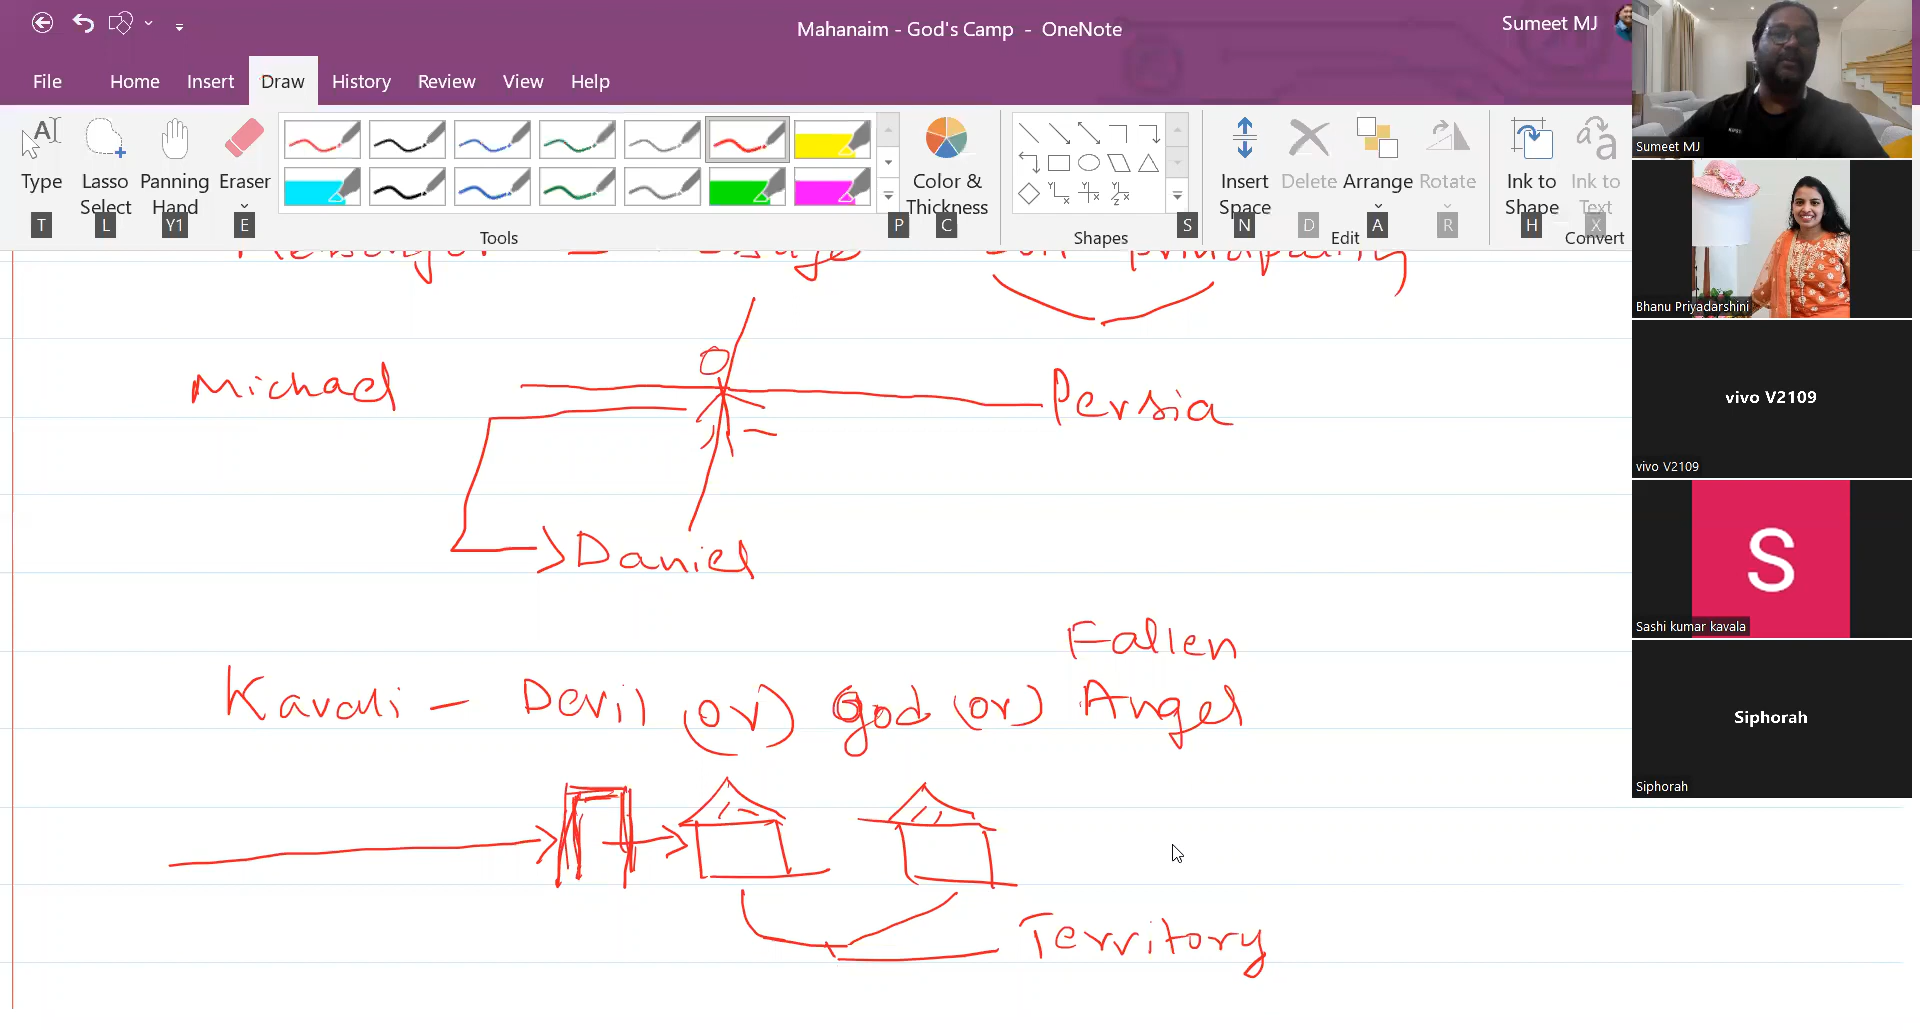 Mahanaim - God's Camp - OneNote
Sumeet MJ
File Home Insert Draw History Review View Help
Type Lasso Select Panning Hand Eraser Color & Thickness Insert Space Delete Arrange Rotate Ink to Shape Ink to Text
T L Y1 E P C S N D A R H X
Tools Shapes Edit Convert
Messenger principality
Michael Persia
Daniel
Fallen
Kavali - Devil (or) god (or) Angel
Territory
Sumeet MJ
Bhanu Priyadarshini
vivo V2109
vivo V2109
S
Sashi kumar kavala
Siphorah
Siphorah